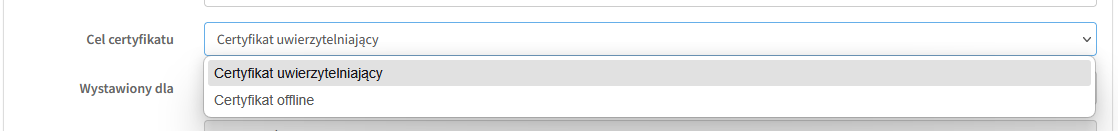 Cel certyfikatu
Certyfikat uwierzytelniający
Certyfikat uwierzytelniający
Wystawiony dla
Certyfikat offline